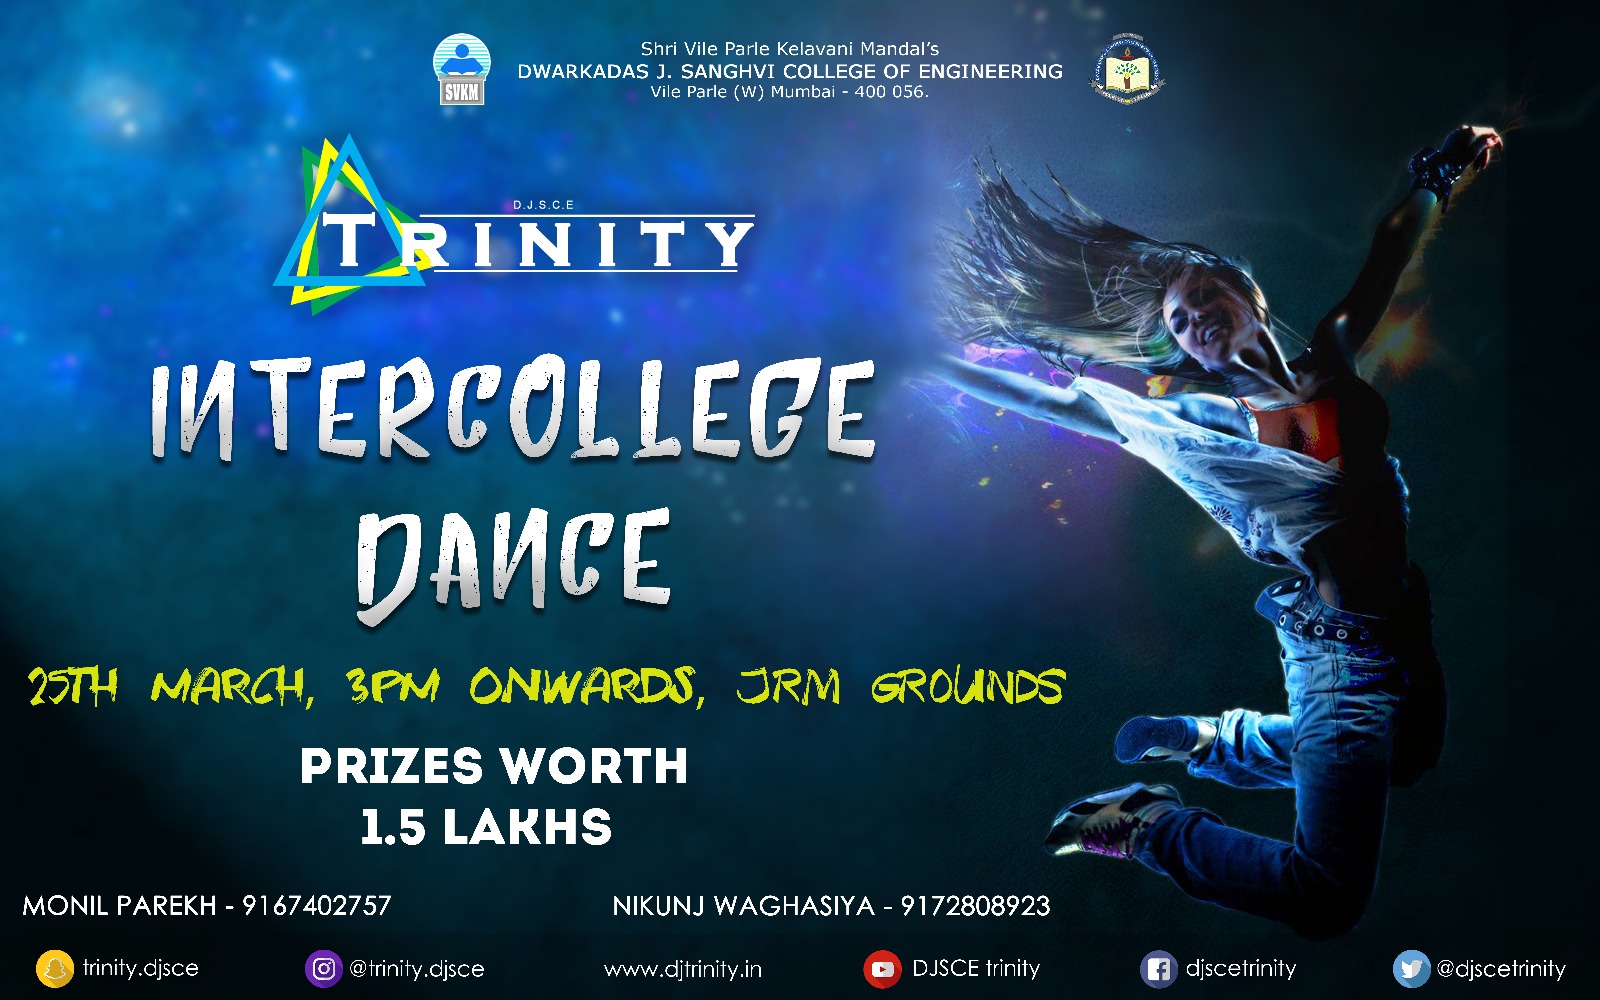 Shri Vile Parle Kelavani Mandal's
DWARKADAS J. SANGHVI COLLEGE OF ENGINEERING
Vile Parle (W) Mumbai - 400 056.
SVKM
D.J.S.C.E
TRINITY
INTERCOLLEGE
DANCE
25TH MARCH, 3PM ONWARDS, JRM GROUNDS
PRIZES WORTH
1.5 LAKHS
MONIL PAREKH - 9167402757
NIKUNJ WAGHASIYA - 9172808923
trinity.djsce
@trinity.djsce
www.djtrinity.in
DJSCE trinity
djscetrinity
@djscetrinity